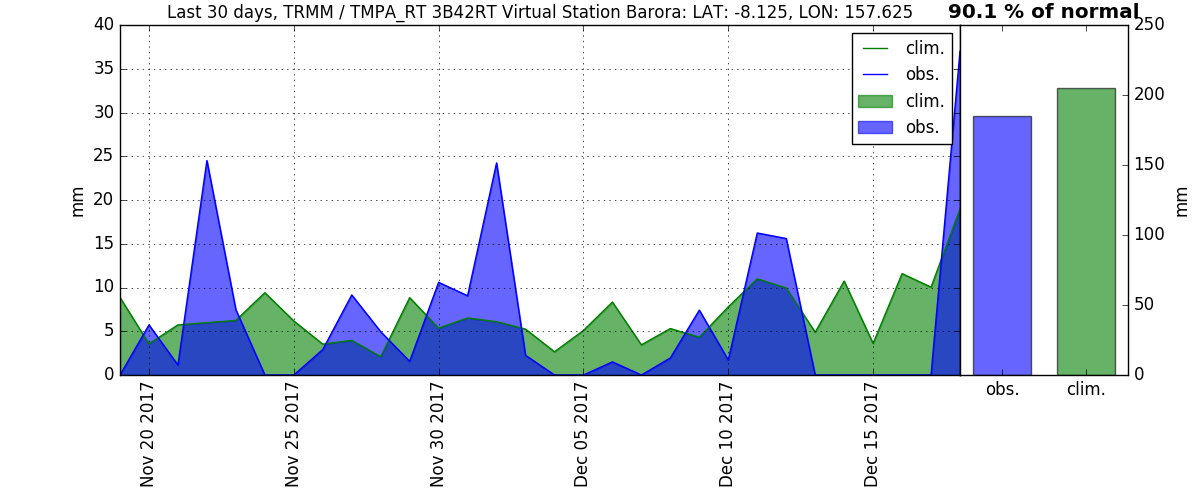 Last 30 days, TRMM / TMPA_RT 3B42RT Virtual Station Barora: LAT: -8.125, LON: 157.625
90.1 % of normal
40
35
30
25
20
15
10
5
0
mm
clim.
obs.
clim.
obs.
Nov 20 2017
Nov 25 2017
Nov 30 2017
Dec 05 2017
Dec 10 2017
Dec 15 2017
250
200
150
100
50
0
mm
obs.
clim.